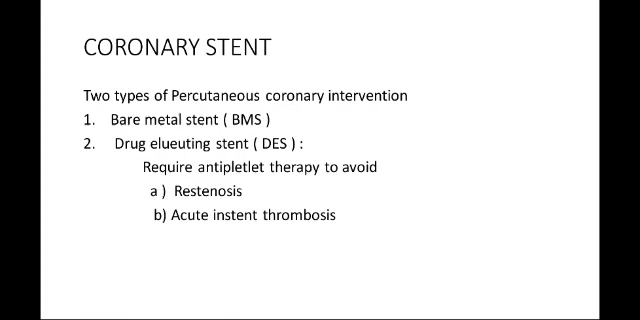 CORONARY STENT
Two types of Percutaneous coronary intervention
1. Bare metal stent ( BMS )
2. Drug elueuting stent ( DES ) :
Require antipletlet therapy to avoid
a ) Restenosis
b) Acute instent thrombosis